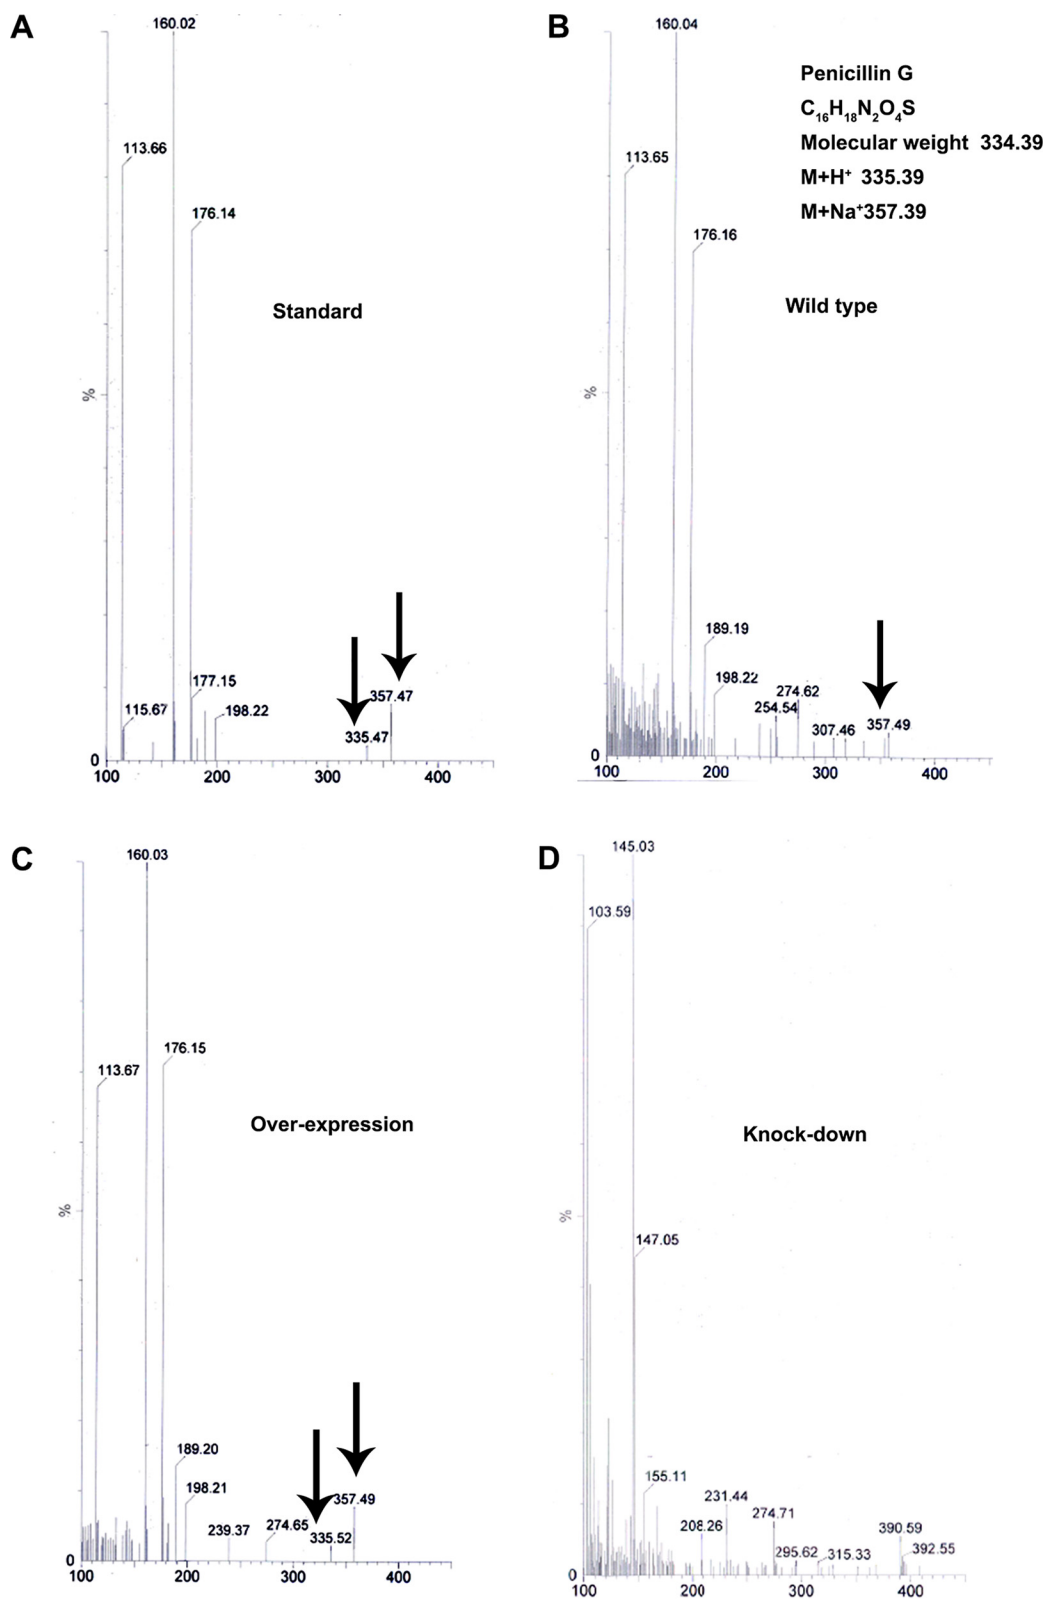 A
160.02
113.66
176.14
Standard
%
177.15
115.67
198.22
357.47
335.47
0
100 200 300 400
B
160.04
Penicillin G
C₁₆H₁₈N₂O₄S
Molecular weight 334.39
M+H⁺ 335.39
M+Na⁺357.39
113.65
176.16
Wild type
%
189.19
198.22
274.62
254.54
307.46
357.49
0
100 200 300 400
C
160.03
113.67
176.15
Over-expression
%
189.20
198.21
239.37
274.65
357.49
335.52
0
100 200 300 400
D
145.03
103.59
Knock-down
%
147.05
155.11
231.44
208.26
274.71
295.62
315.33
390.59
392.55
0
100 200 300 400